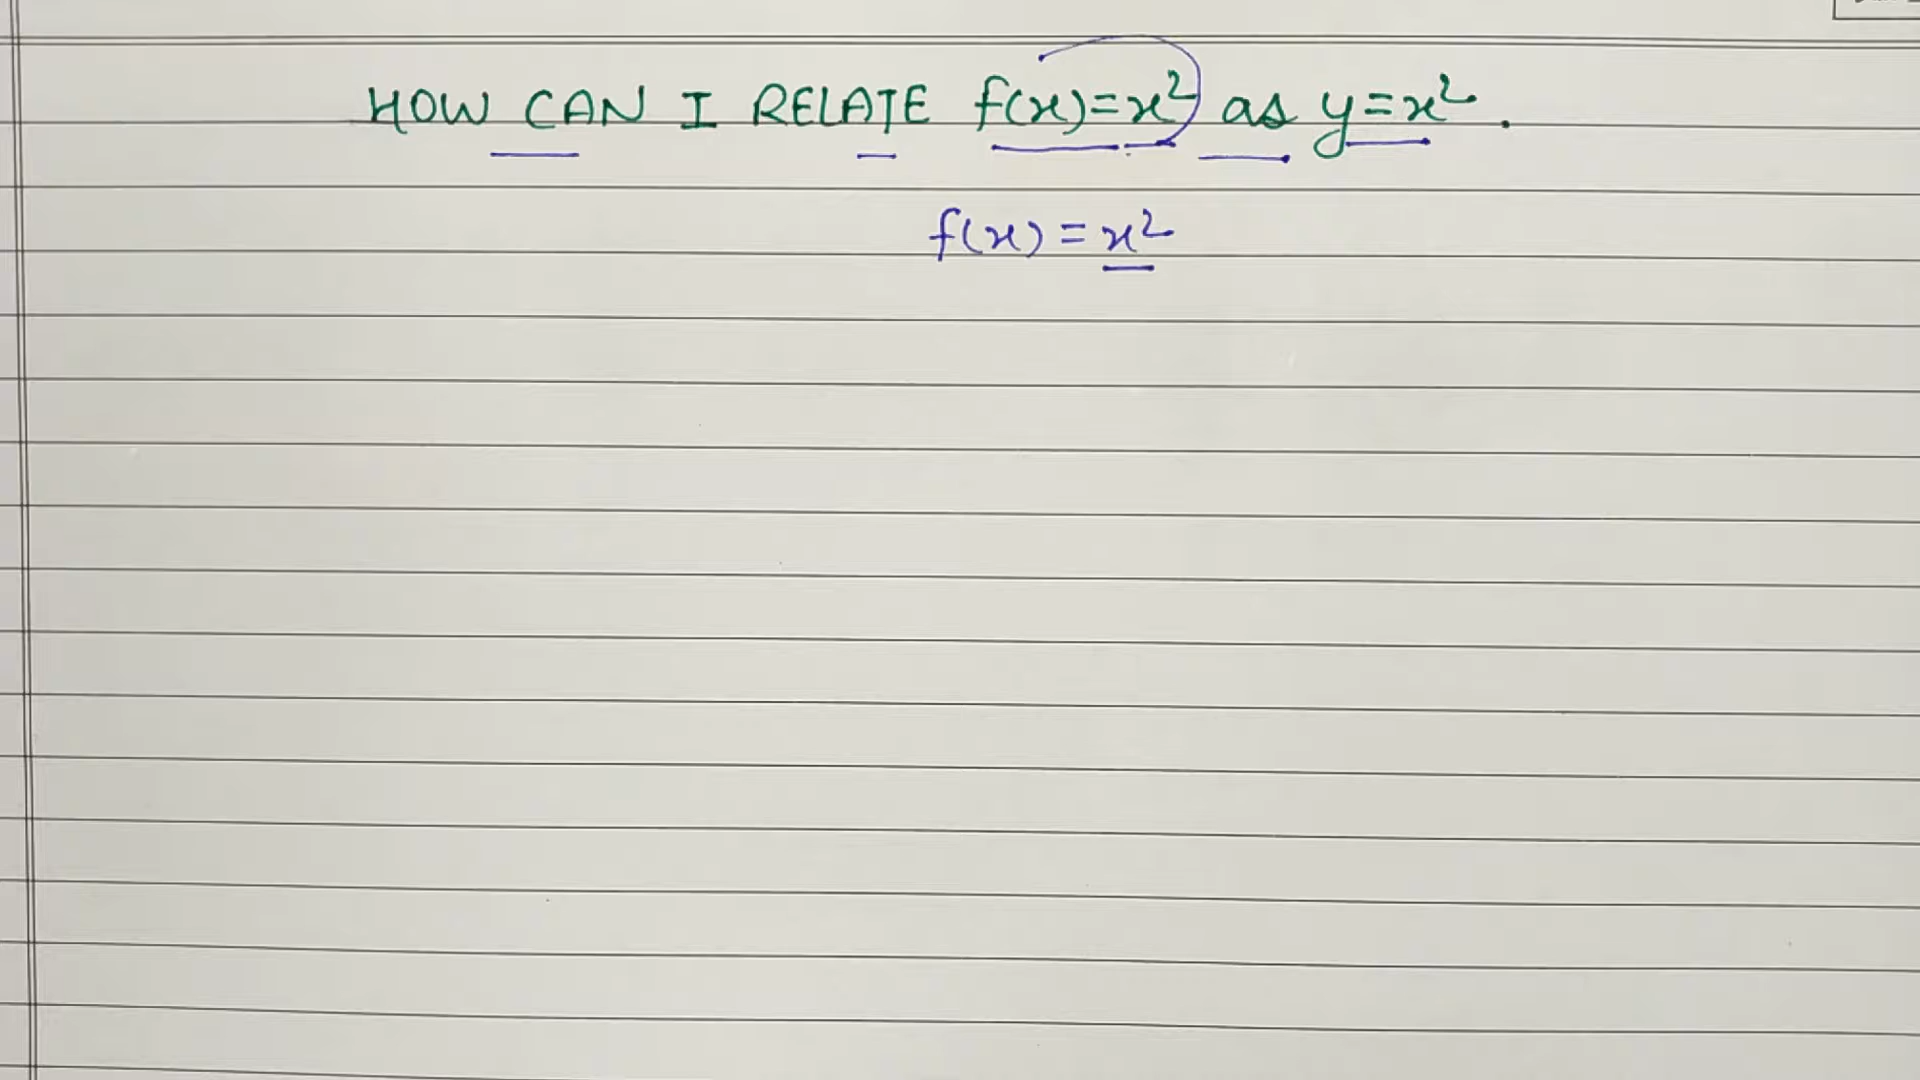 HOW CAN I RELATE f(x)=x² as y=x².
f(x) = x²